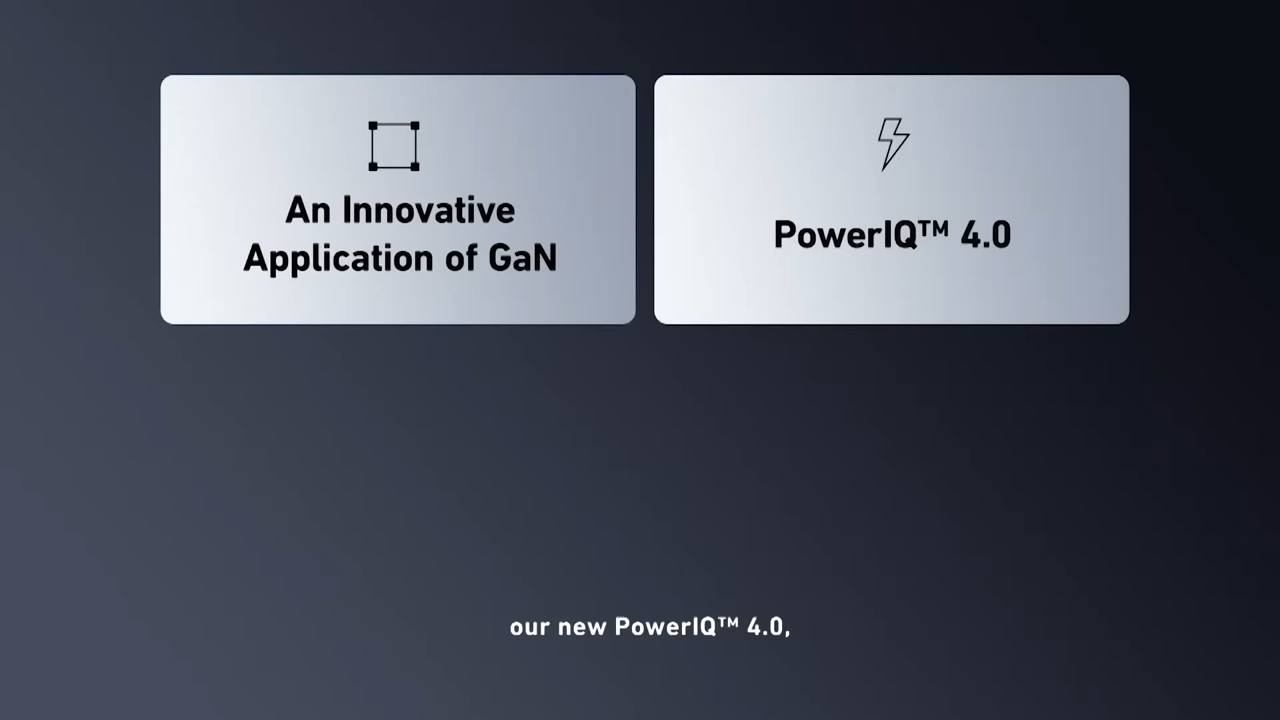 An Innovative
Application of GaN
PowerIQ™ 4.0
our new PowerIQ™ 4.0,